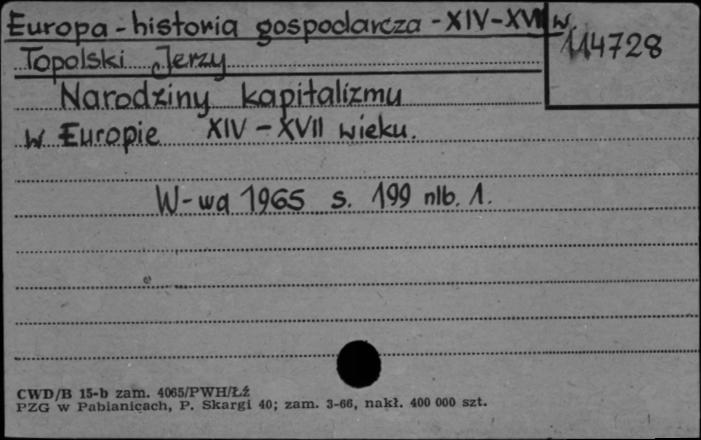 Europa - historia gospodarcza - XIV-XVII w.
114728
Topolski Jerzy
Narodziny kapitalizmu
w Europie XIV - XVII wieku.
W-wa 1965 s. 199 nlb. 1.
CWD/B 15-b zam. 4065/PWH/Łź
PZG w Pabianicach, P. Skargi 40; zam. 3-66, nakł. 400 000 szt.